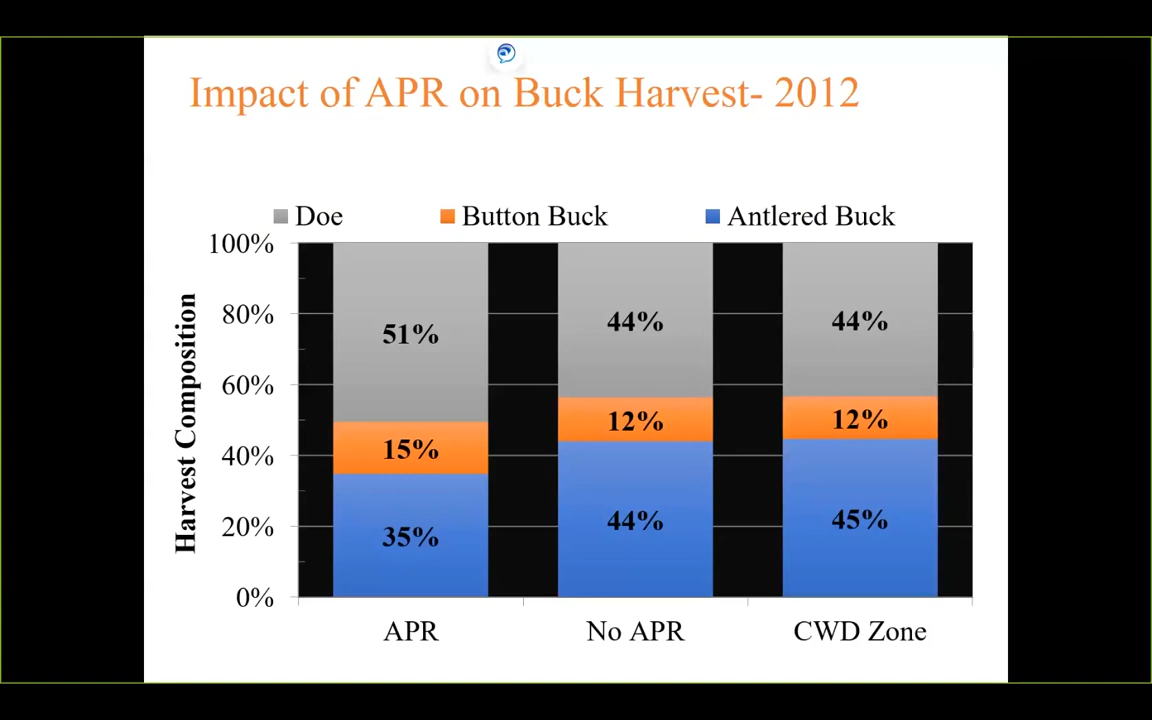 Impact of APR on Buck Harvest- 2012
Doe Button Buck Antlered Buck
100%
80%
60%
40%
20%
0%
Harvest Composition
51% 44% 44%
15% 12% 12%
35% 44% 45%
APR No APR CWD Zone